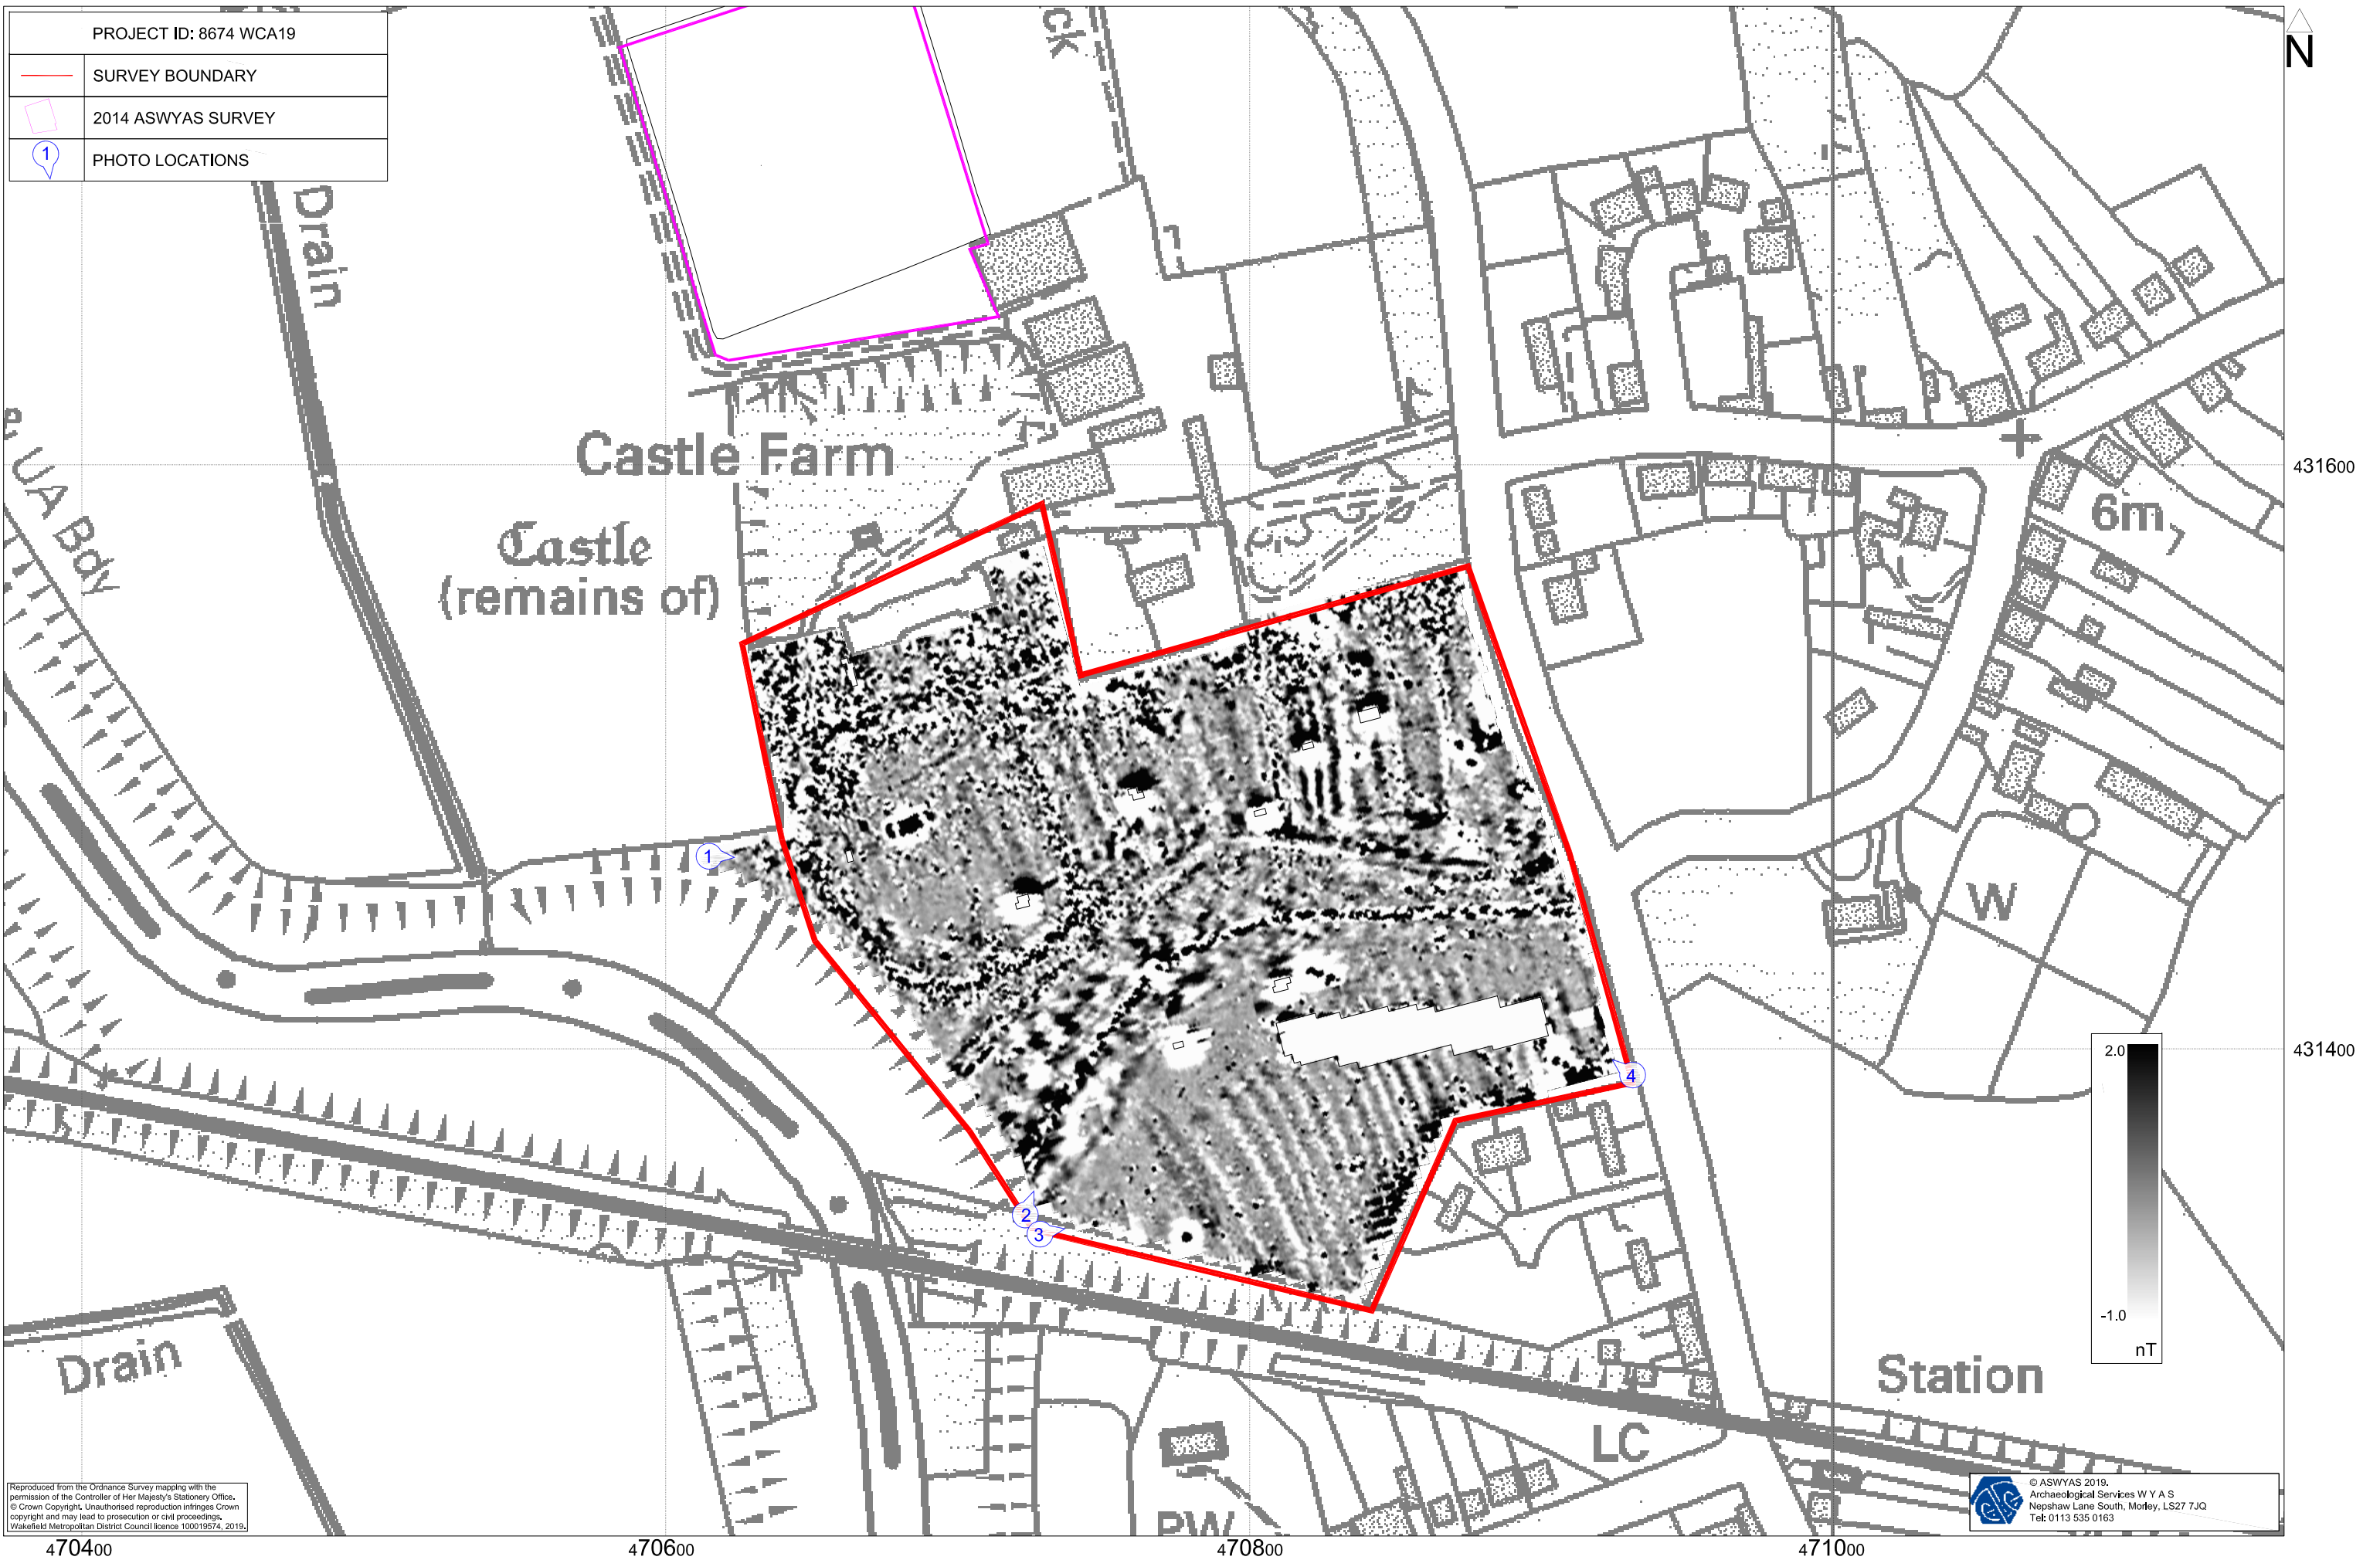 PROJECT ID: 8674 WCA19
SURVEY BOUNDARY
2014 ASWYAS SURVEY
1
PHOTO LOCATIONS
N
ck
Drain
Castle Farm
431600
UA Bdy
6m
Castle
(remains of)
1
W
2.0
431400
4
2
3
-1.0
nT
Drain
Station
LC
PW
Reproduced from the Ordnance Survey mapping with the
permission of the Controller of Her Majesty's Stationery Office.
© Crown Copyright. Unauthorised reproduction infringes Crown
copyright and may lead to prosecution or civil proceedings.
Wakefield Metropolitan District Council licence 100019574, 2019.
© ASWYAS 2019.
Archaeological Services W Y A S
Nepshaw Lane South, Morley, LS27 7JQ
Tel: 0113 535 0163
470400
470600
470800
471000